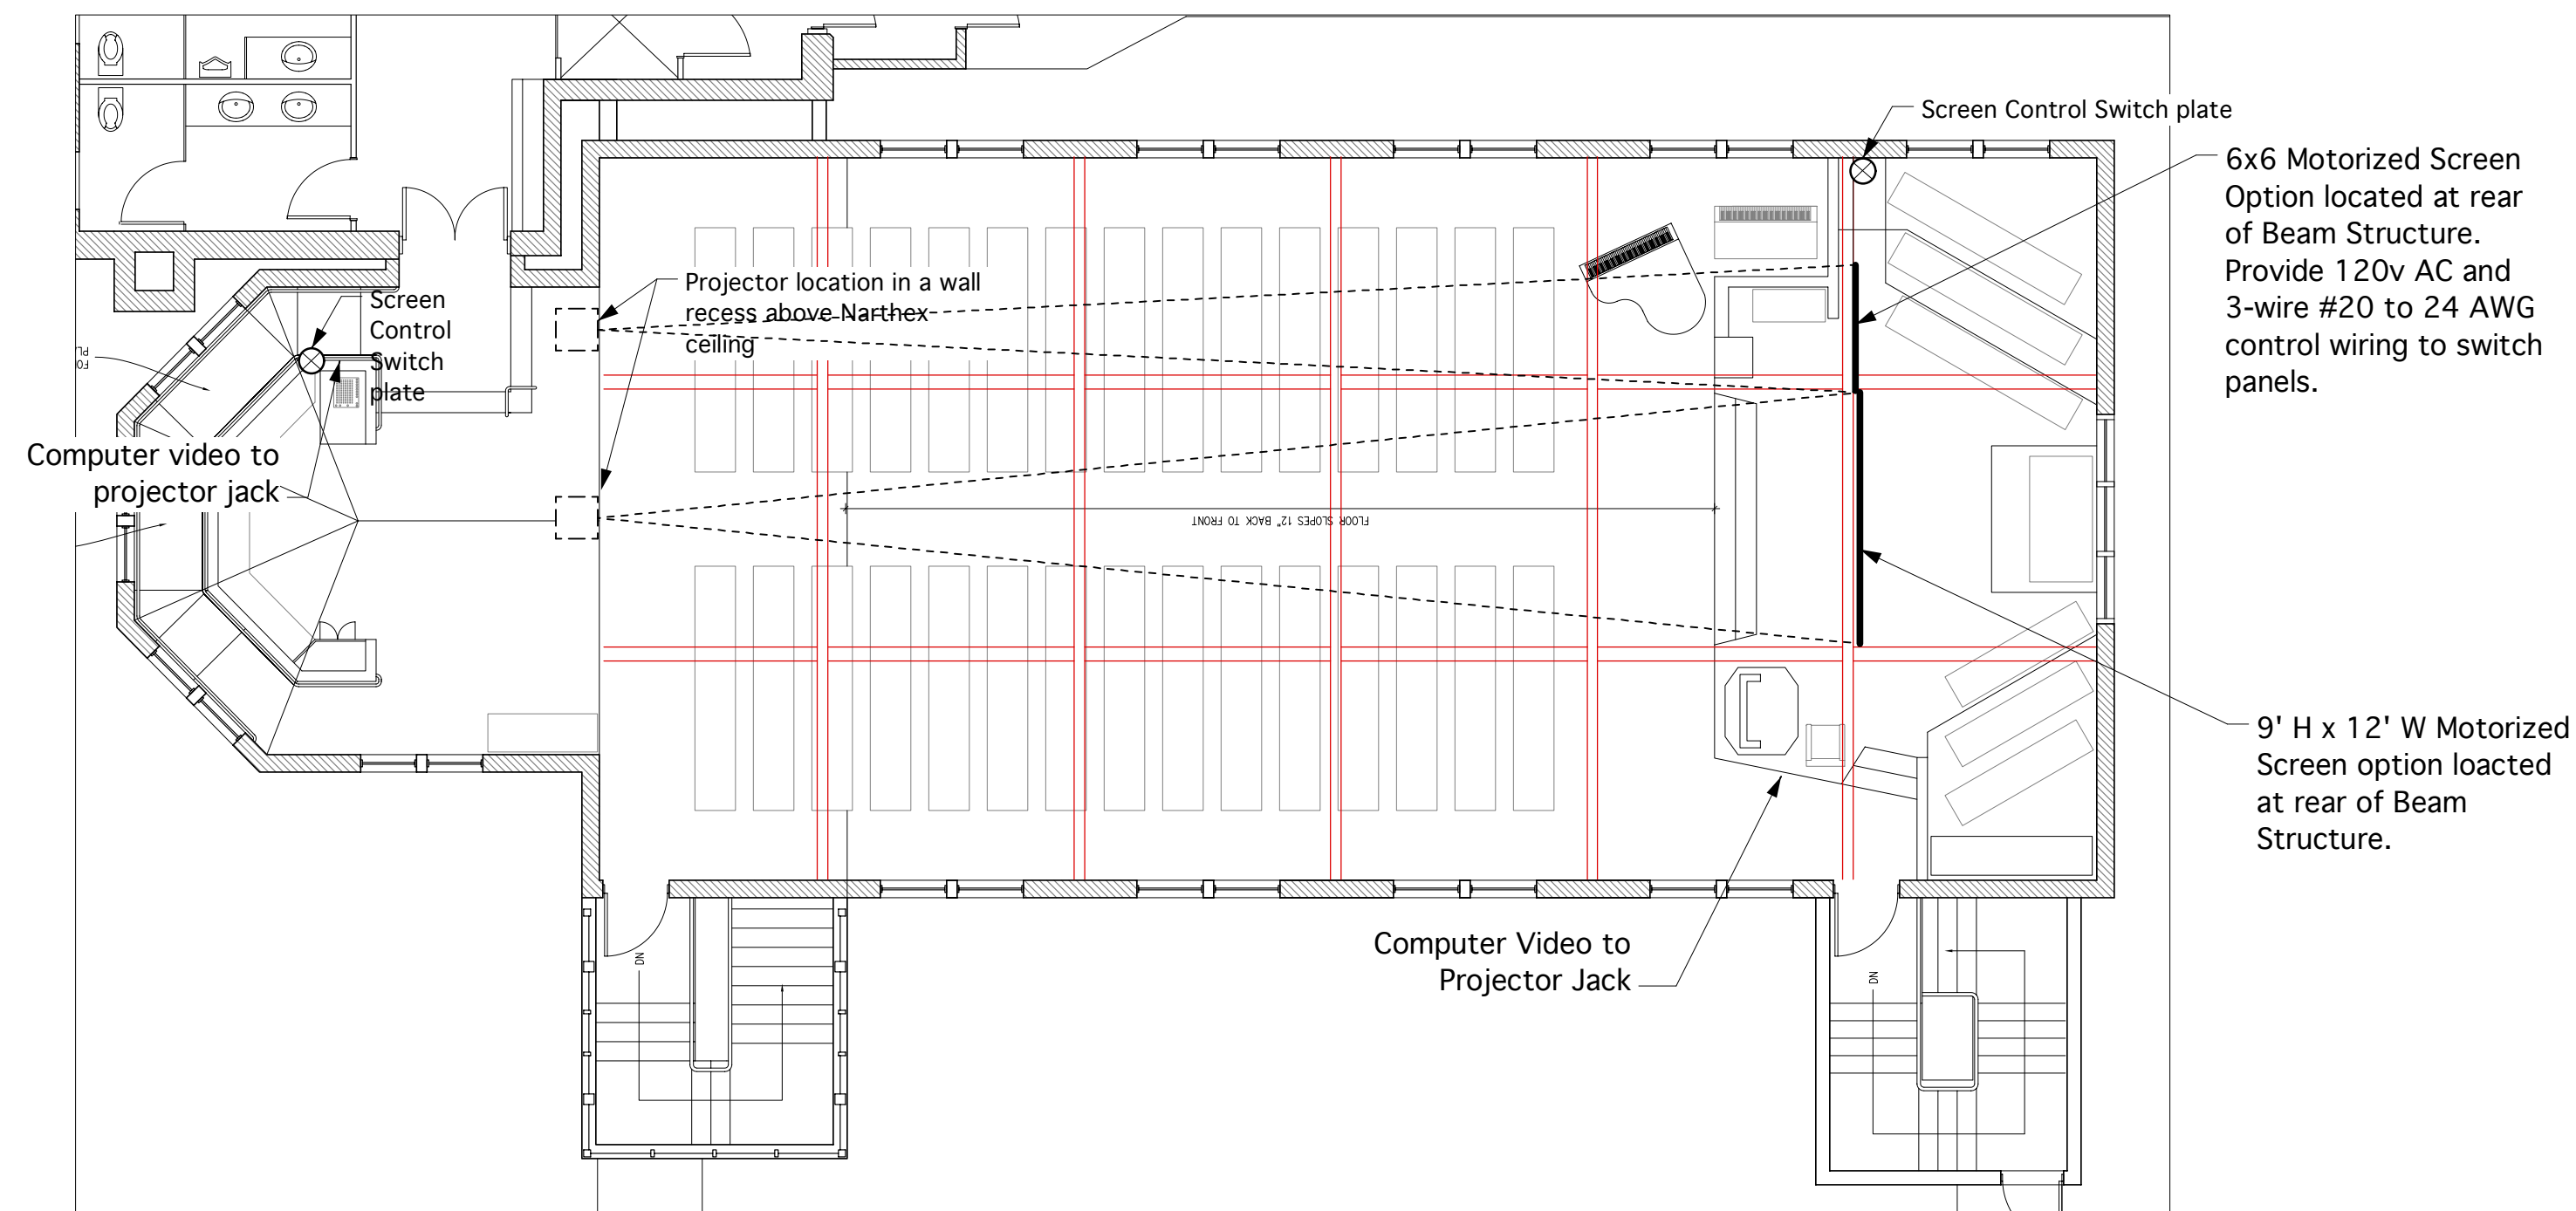 Screen Control Switch plate
6x6 Motorized Screen
Option located at rear
of Beam Structure.
Provide 120v AC and
3-wire #20 to 24 AWG
control wiring to switch
panels.
Projector location in a wall
recess above Narthex
ceiling
Screen
Control
Switch
plate
FO
PL
Computer video to
projector jack
FLOOR SLOPES 12" BACK TO FRONT
9' H x 12' W Motorized
Screen option loacted
at rear of Beam
Structure.
Computer Video to
Projector Jack
DN
DN